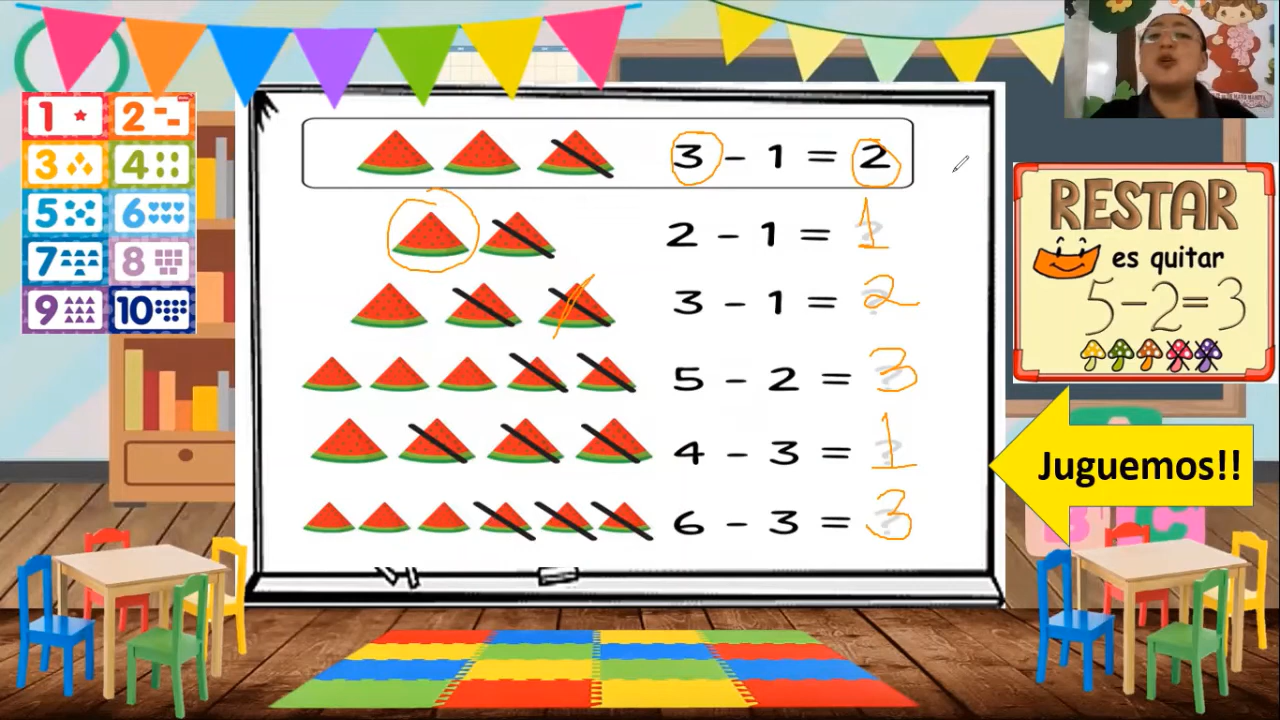 1
2
3
4
5
6
7
8
9
10
3 - 1 = 2
2 - 1 = 1
3 - 1 = 2
5 - 2 = 3
4 - 3 = 1
6 - 3 = 3
RESTAR
es quitar
5-2=3
Juguemos!!